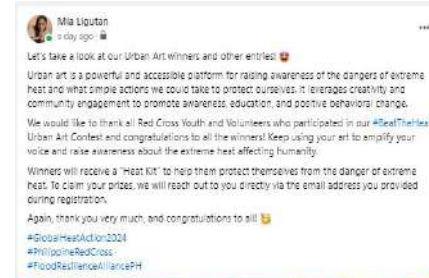 Mia Ligutan
a day ago
Let's take a look at our Urban Art winners and other entries! 🤩
Urban art is a powerful and accessible platform for raising awareness of the dangers of extreme
heat and what simple actions we could take to protect ourselves. It leverages creativity and
community engagement to promote awareness, education, and positive behavioral change.
We would like to thank all Red Cross Youth and Volunteers who participated in our #BeatTheHea
Urban Art Contest and congratulations to all the winners! Keep using your art to amplify your
voice and raise awareness about the extreme heat affecting humanity.
Winners will receive a "Heat Kit" to help them protect themselves from the danger of extreme
heat. To claim your prizes, we will reach out to you directly via the email address you provided
during registration.
Again, thank you very much, and congratulations to all!
#GlobalHeatAction2024
#PhilippineRedCross
#FloodResilienceAlliancePH